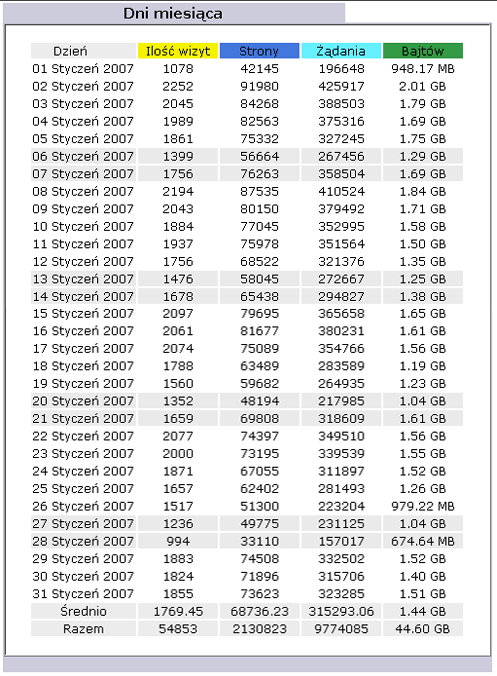 Dni miesiąca
Dzień Ilość wizyt Strony Żądania Bajtów
01 Styczeń 2007 1078 42145 196648 948.17 MB
02 Styczeń 2007 2252 91980 425917 2.01 GB
03 Styczeń 2007 2045 84268 388503 1.79 GB
04 Styczeń 2007 1989 82563 375316 1.69 GB
05 Styczeń 2007 1861 75332 327245 1.75 GB
06 Styczeń 2007 1399 56664 267456 1.29 GB
07 Styczeń 2007 1756 76263 358504 1.69 GB
08 Styczeń 2007 2194 87535 410524 1.84 GB
09 Styczeń 2007 2043 80150 379492 1.71 GB
10 Styczeń 2007 1884 77045 352995 1.58 GB
11 Styczeń 2007 1937 75978 351564 1.50 GB
12 Styczeń 2007 1756 68522 321376 1.35 GB
13 Styczeń 2007 1476 58045 272667 1.25 GB
14 Styczeń 2007 1678 65438 294827 1.38 GB
15 Styczeń 2007 2097 79695 365658 1.65 GB
16 Styczeń 2007 2061 81677 380231 1.61 GB
17 Styczeń 2007 2074 75089 354766 1.56 GB
18 Styczeń 2007 1788 63489 283589 1.19 GB
19 Styczeń 2007 1560 59682 264935 1.23 GB
20 Styczeń 2007 1352 48194 217985 1.04 GB
21 Styczeń 2007 1659 69808 318609 1.61 GB
22 Styczeń 2007 2077 74397 349510 1.56 GB
23 Styczeń 2007 2000 73195 339539 1.55 GB
24 Styczeń 2007 1871 67055 311897 1.52 GB
25 Styczeń 2007 1657 62402 281493 1.26 GB
26 Styczeń 2007 1517 51300 223204 979.22 MB
27 Styczeń 2007 1236 49775 231125 1.04 GB
28 Styczeń 2007 994 33110 157017 674.64 MB
29 Styczeń 2007 1883 74508 332502 1.52 GB
30 Styczeń 2007 1824 71896 315706 1.40 GB
31 Styczeń 2007 1855 73623 323285 1.51 GB
Średnio 1769.45 68736.23 315293.06 1.44 GB
Razem 54853 2130823 9774085 44.60 GB